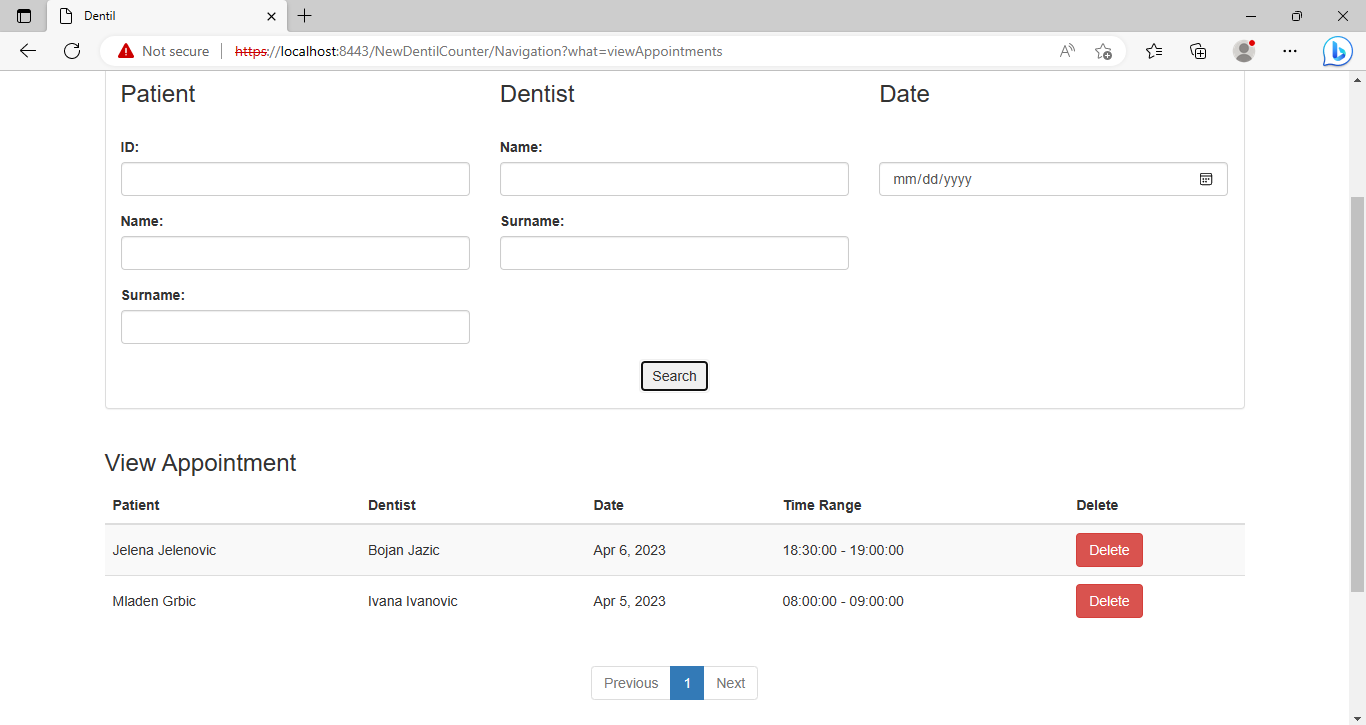 Dentil
Not secure https://localhost:8443/NewDentilCounter/Navigation?what=viewAppointments
Patient Dentist Date
ID: Name:
mm/dd/yyyy
Name: Surname:
Surname:
Search
View Appointment
Patient Dentist Date Time Range Delete
Jelena Jelenovic Bojan Jazic Apr 6, 2023 18:30:00 - 19:00:00 Delete
Mladen Grbic Ivana Ivanovic Apr 5, 2023 08:00:00 - 09:00:00 Delete
Previous 1 Next